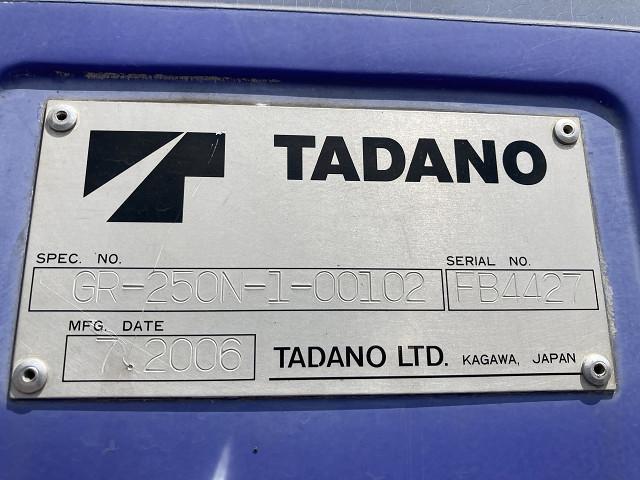 TADANO
SPEC. NO.
SERIAL NO.
GR-250N-1-00102
FB4427
MFG. DATE
7.2006
TADANO LTD. KAGAWA, JAPAN